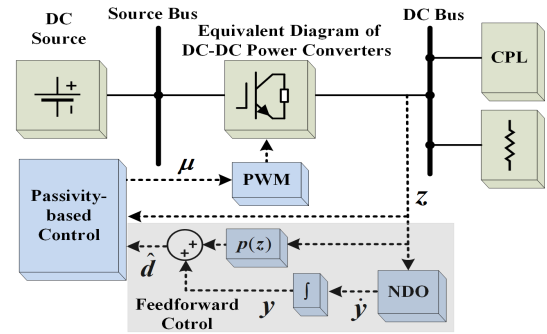 DC
Source
Source Bus
Equivalent Diagram of
DC-DC Power Converters
DC Bus
CPL
μ
PWM
z
Passivity-
based
Control
d̂
+
+
p(z)
∫
y
ẏ
NDO
Feedforward
Cotrol